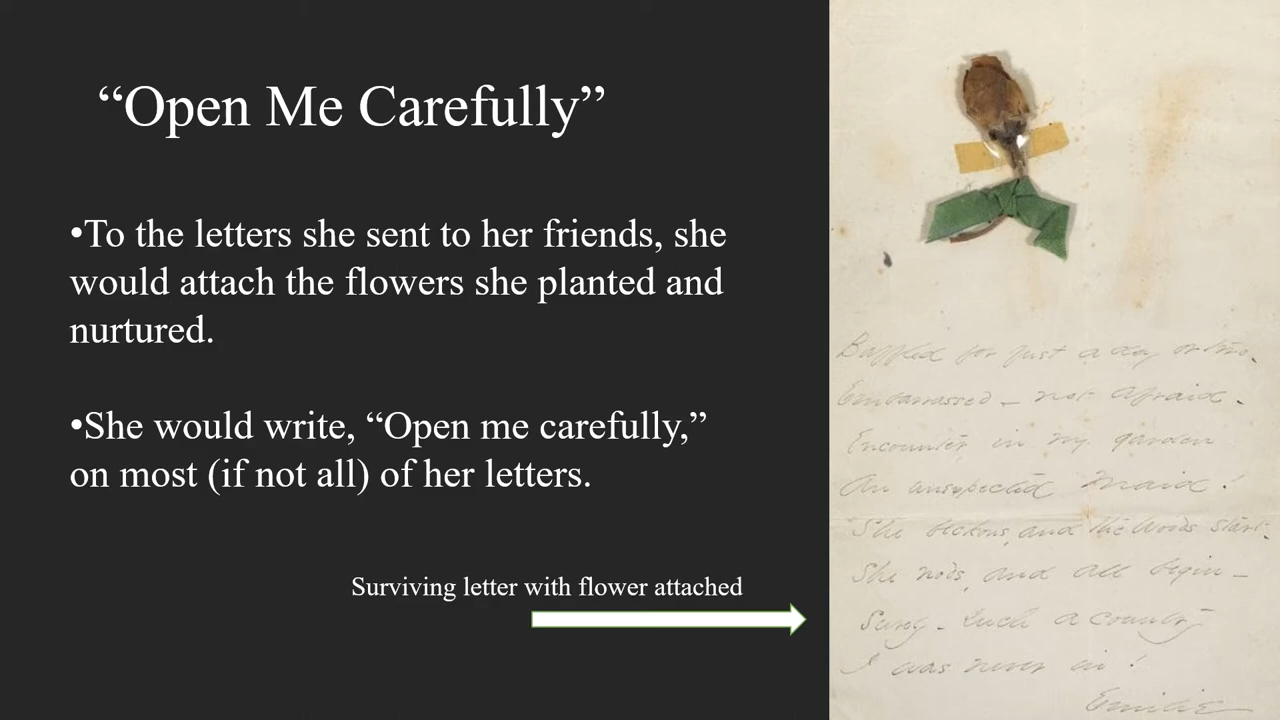 “Open Me Carefully”
•To the letters she sent to her friends, she
would attach the flowers she planted and
nurtured.
•She would write, “Open me carefully,”
on most (if not all) of her letters.
Surviving letter with flower attached
Baffled for just a day or two.
Embarrassed – not afraid.
Encounter in my garden
An unexpected Maid!
She beckons, and the Woods start.
She nods, and all begin –
Surely – Such a country
I was never in!
Emilie